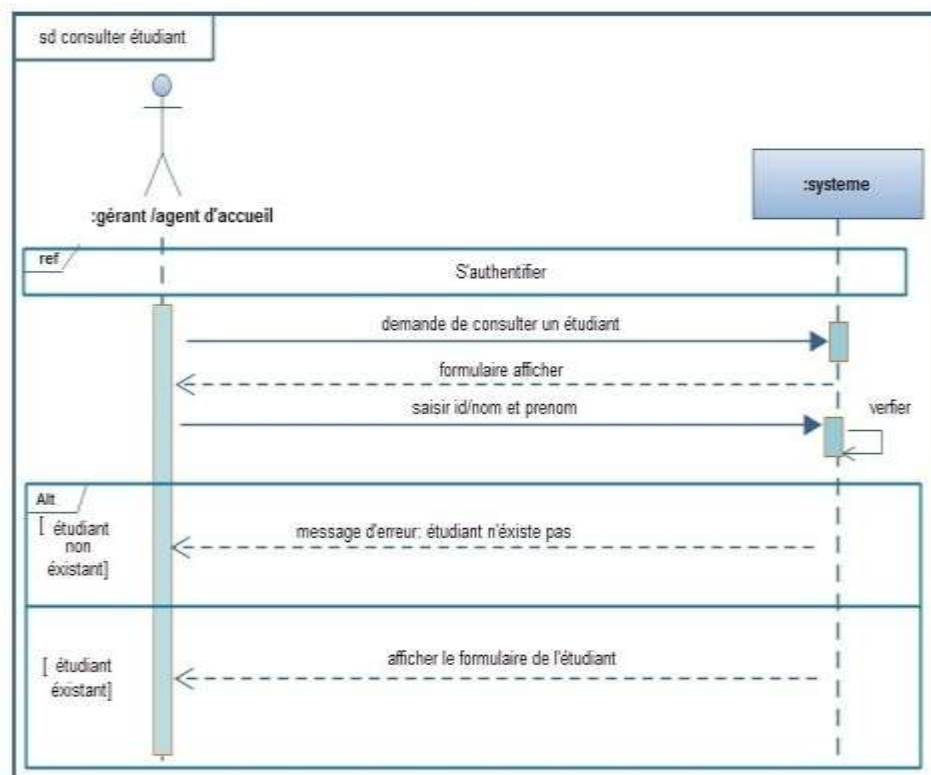 sd consulter étudiant
:gérant /agent d'accueil
:systeme
ref
S'authentifier
demande de consulter un étudiant
formulaire afficher
saisir id/nom et prenom
verfier
Alt
[ étudiant
non
éxistant]
message d'erreur: étudiant n'éxiste pas
[ étudiant
éxistant]
afficher le formulaire de l'étudiant